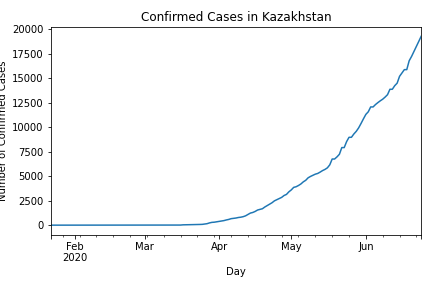 Confirmed Cases in Kazakhstan
20000
17500
15000
12500
10000
7500
5000
2500
0
Number of Confirmed Cases
Feb
2020
Mar
Apr
May
Jun
Day